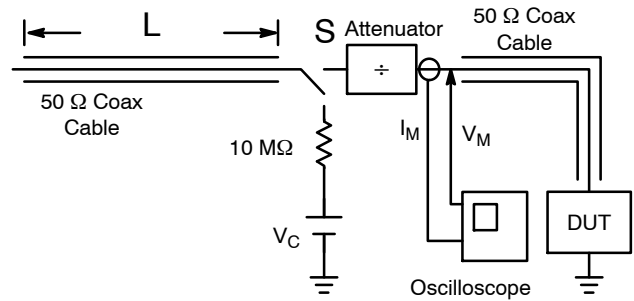 L
S
Attenuator
÷
50 Ω Coax
Cable
50 Ω Coax
Cable
10 MΩ
I_M
V_M
V_C
DUT
Oscilloscope